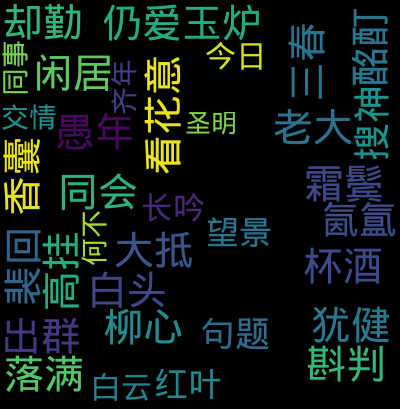 却勤
仍爱玉炉
三春
酩酊
同事
闲居
齐年
看花意
今日
搜神
交情
愚年
圣明
老大
香囊
同会
长吟
霜鬓
氤氲
裴回
高挂
何不
大抵
望景
杯酒
白头
出群
柳心
句题
犹健
落满
斟判
白云
红叶